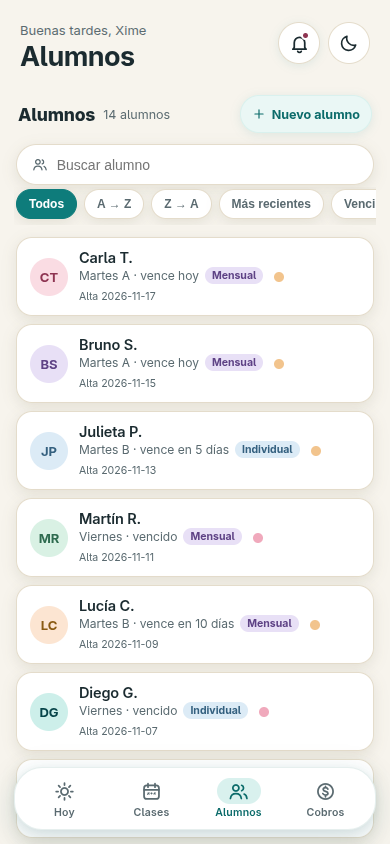 Buenas tardes, Xime
Alumnos
Alumnos 14 alumnos
+ Nuevo alumno
Buscar alumno
Todos A → Z Z → A Más recientes Venci
CT Carla T.
Martes A · vence hoy Mensual
Alta 2026-11-17
BS Bruno S.
Martes A · vence hoy Mensual
Alta 2026-11-15
JP Julieta P.
Martes B · vence en 5 días Individual
Alta 2026-11-13
MR Martín R.
Viernes · vencido Mensual
Alta 2026-11-11
LC Lucía C.
Martes B · vence en 10 días Mensual
Alta 2026-11-09
DG Diego G.
Viernes · vencido Individual
Alta 2026-11-07
Hoy Clases Alumnos Cobros